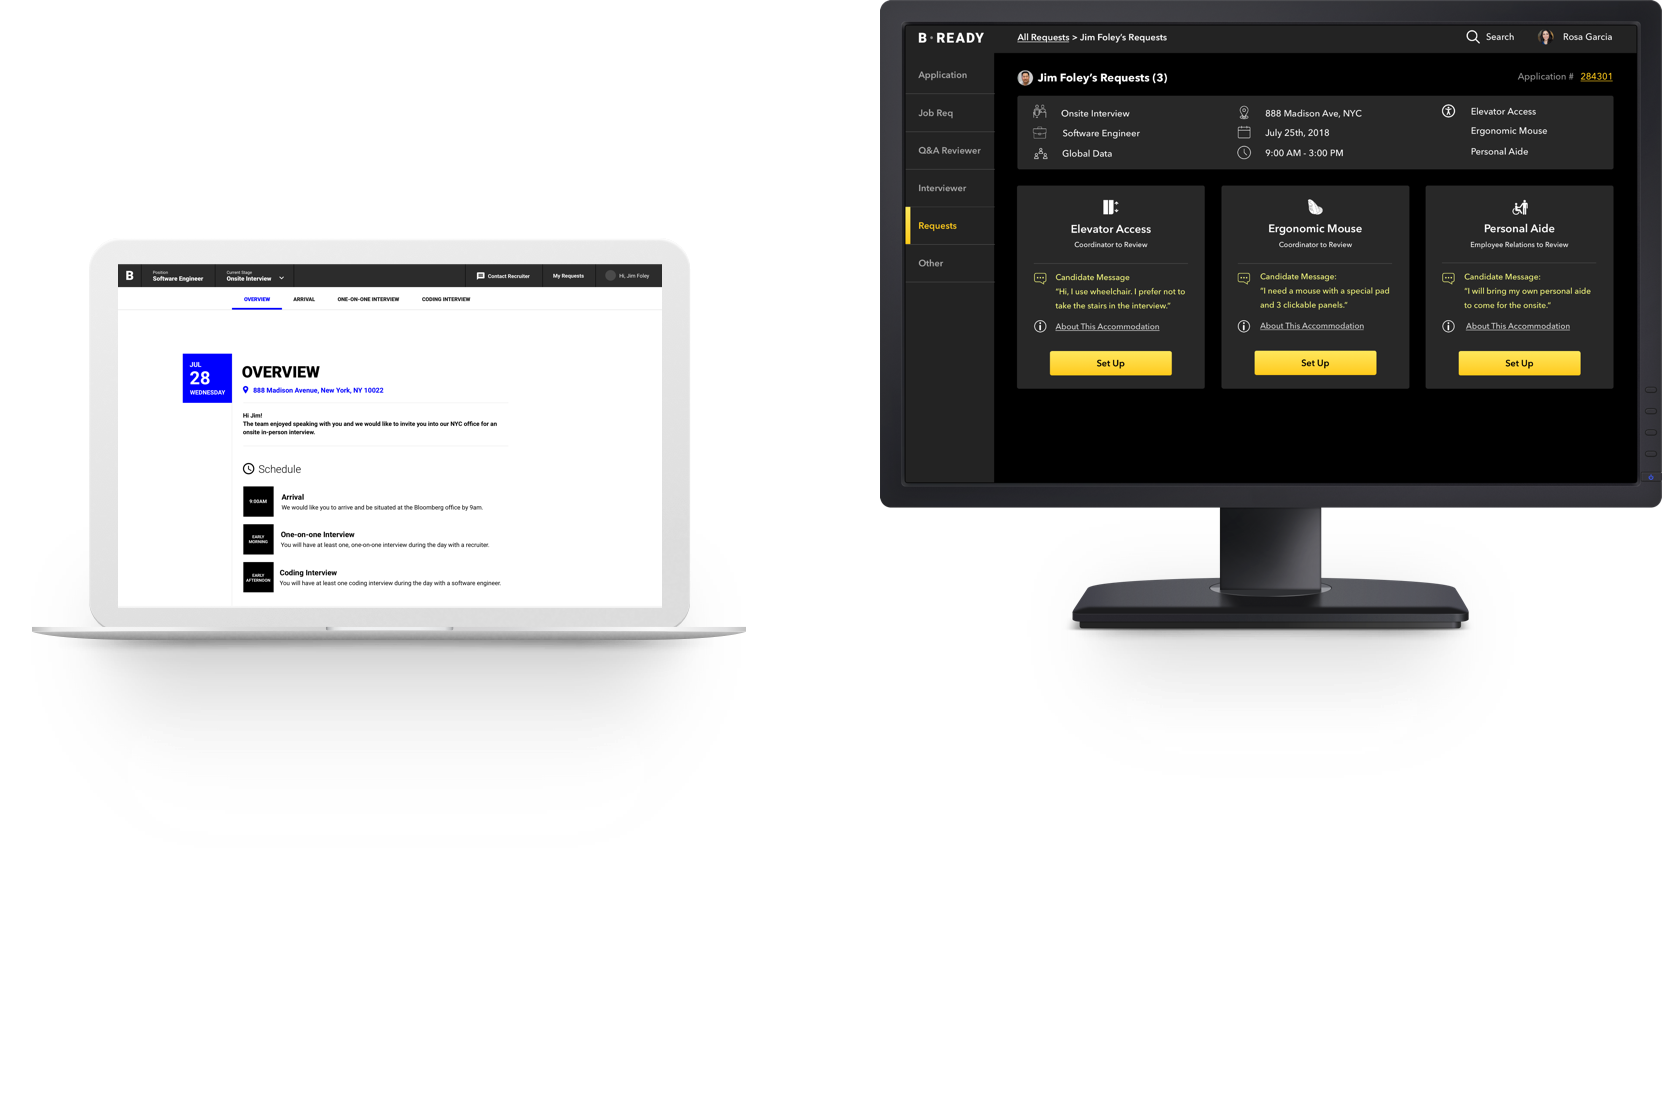 B
Position
Software Engineer
Current Stage
Onsite Interview
Contact Recruiter
My Requests
Hi, Jim Foley
OVERVIEW
ARRIVAL
ONE-ON-ONE INTERVIEW
CODING INTERVIEW
JUL
28
WEDNESDAY
OVERVIEW
888 Madison Avenue, New York, NY 10022
Hi Jim!
The team enjoyed speaking with you and we would like to invite you into our NYC office for an
onsite in-person interview.
Schedule
9:00AM
Arrival
We would like you to arrive and be situated at the Bloomberg office by 9am.
EARLY
MORNING
One-on-one Interview
You will have at least one, one-on-one interview during the day with a recruiter.
EARLY
AFTERNOON
Coding Interview
You will have at least one coding interview during the day with a software engineer.
B·READY
All Requests > Jim Foley's Requests
Search
Rosa Garcia
Application
Job Req
Q&A Reviewer
Interviewer
Requests
Other
Jim Foley's Requests (3)
Application # 284301
Onsite Interview
Software Engineer
Global Data
888 Madison Ave, NYC
July 25th, 2018
9:00 AM - 3:00 PM
Elevator Access
Ergonomic Mouse
Personal Aide
Elevator Access
Coordinator to Review
Candidate Message
"Hi, I use wheelchair. I prefer not to
take the stairs in the interview."
About This Accommodation
Set Up
Ergonomic Mouse
Coordinator to Review
Candidate Message:
"I need a mouse with a special pad
and 3 clickable panels."
About This Accommodation
Set Up
Personal Aide
Employee Relations to Review
Candidate Message:
"I will bring my own personal aide
to come for the onsite."
About This Accommodation
Set Up